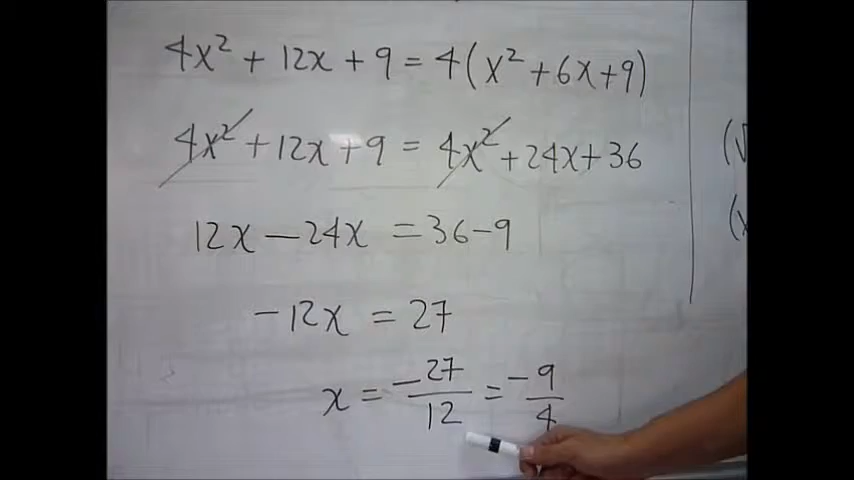 4x² + 12x + 9 = 4(x² + 6x + 9)
4x² + 12x + 9 = 4x² + 24x + 36
12x - 24x = 36 - 9
-12x = 27
x = -27/12 = -9/4